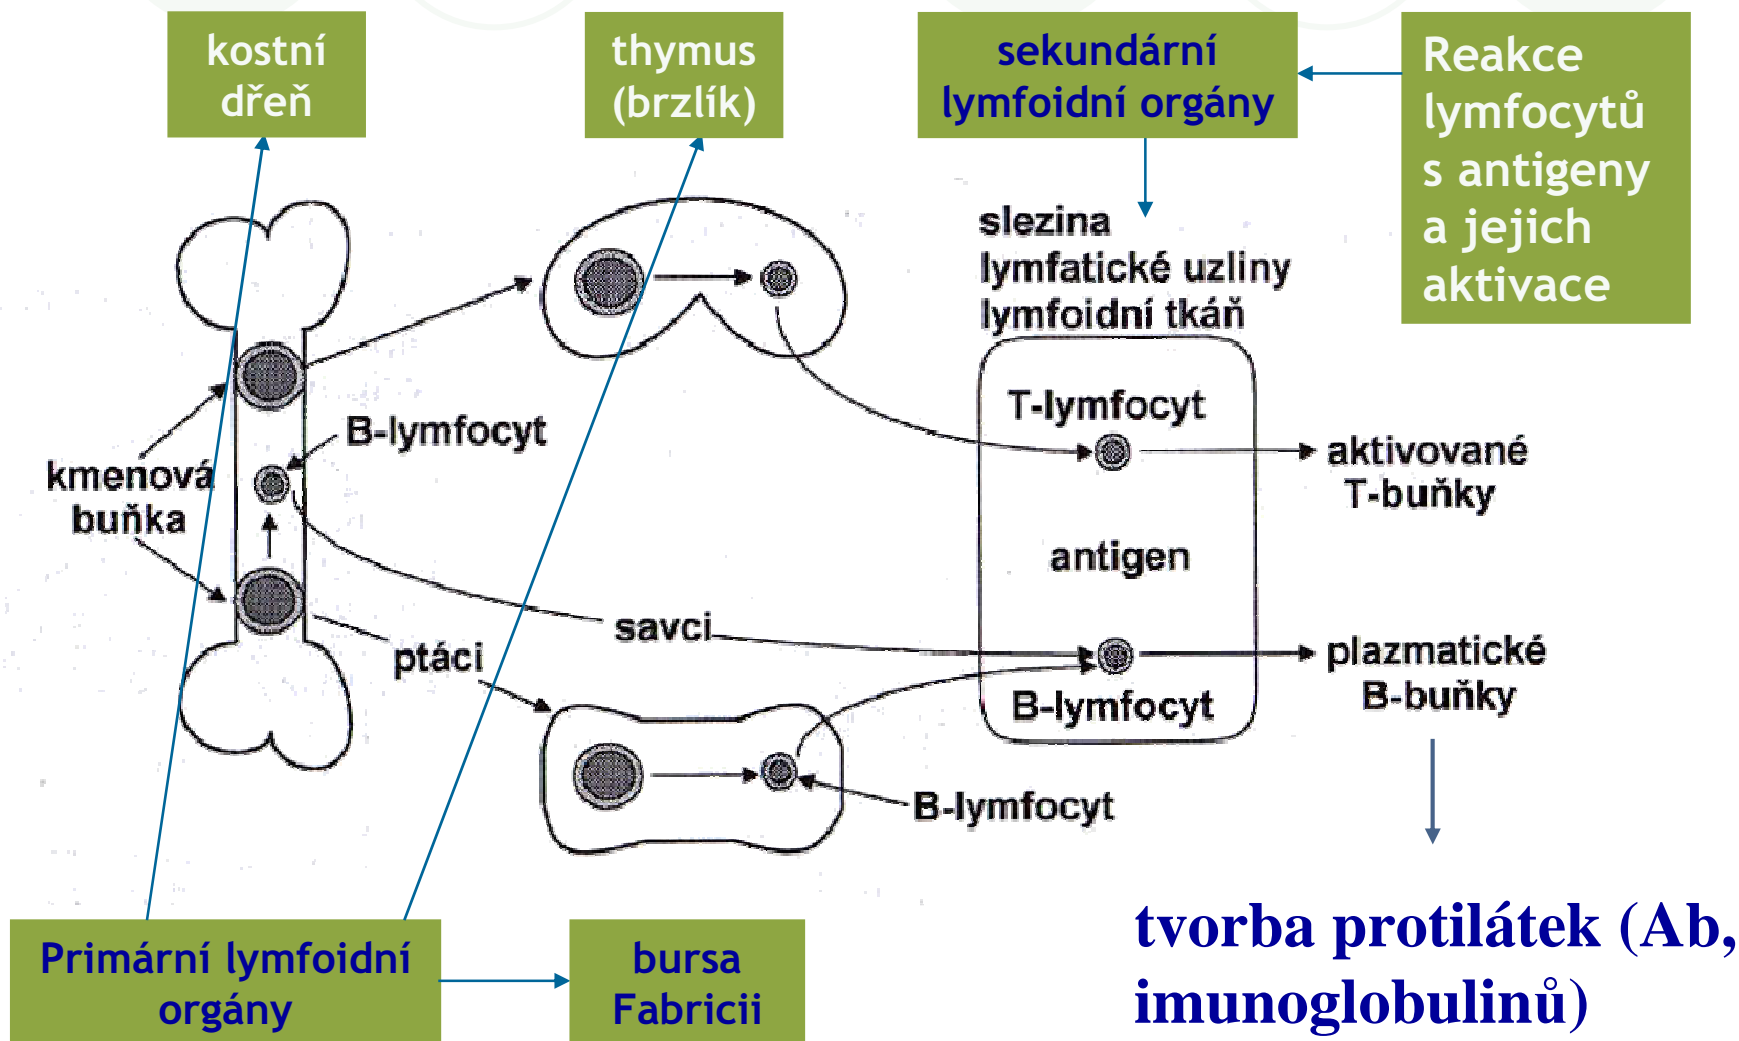 kostní
dřeň
thymus
(brzlík)
sekundární
lymfoidní orgány
Reakce
lymfocytů
s antigeny
a jejich
aktivace
slezina
lymfatické uzliny
lymfoidní tkáň
T-lymfocyt
B-lymfocyt
aktivované
T-buňky
kmenová
buňka
antigen
savci
ptáci
plazmatické
B-buňky
B-lymfocyt
B-lymfocyt
tvorba protilátek (Ab,
imunoglobulinů)
Primární lymfoidní
orgány
bursa
Fabricii